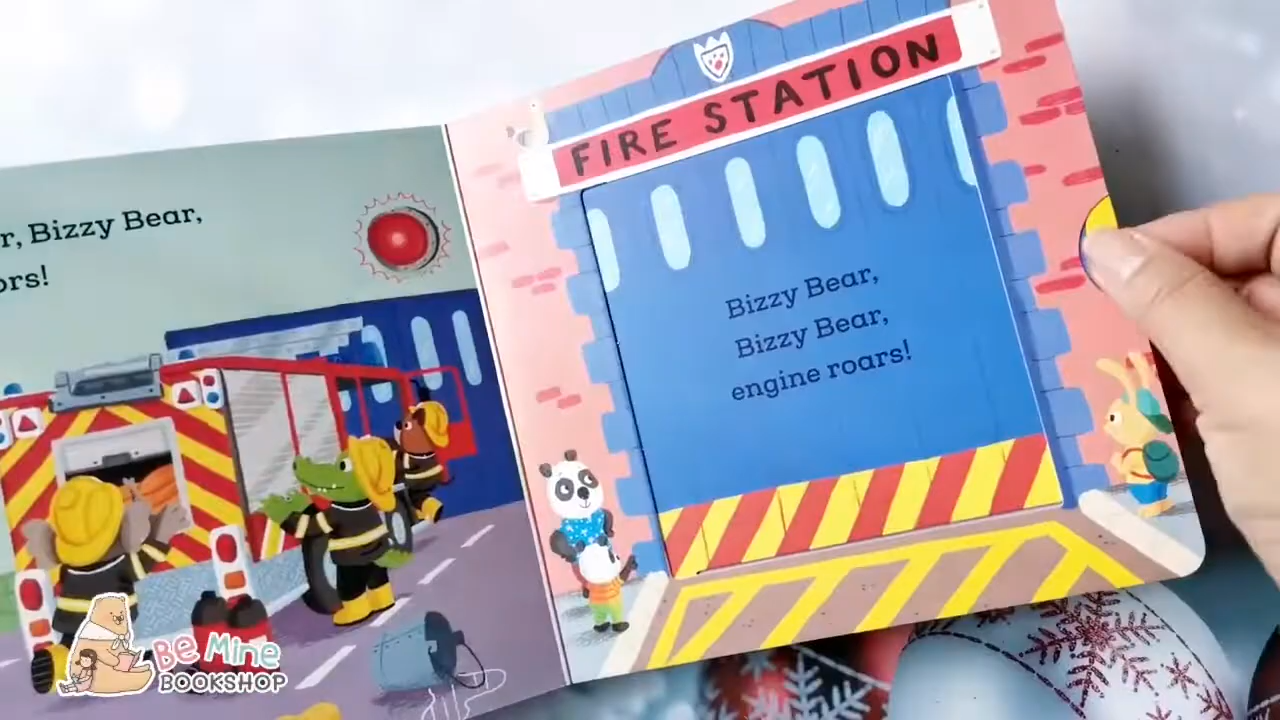 r, Bizzy Bear,
ors!
FIRE STATION
Bizzy Bear,
Bizzy Bear,
engine roars!
Be Mine
BOOKSHOP